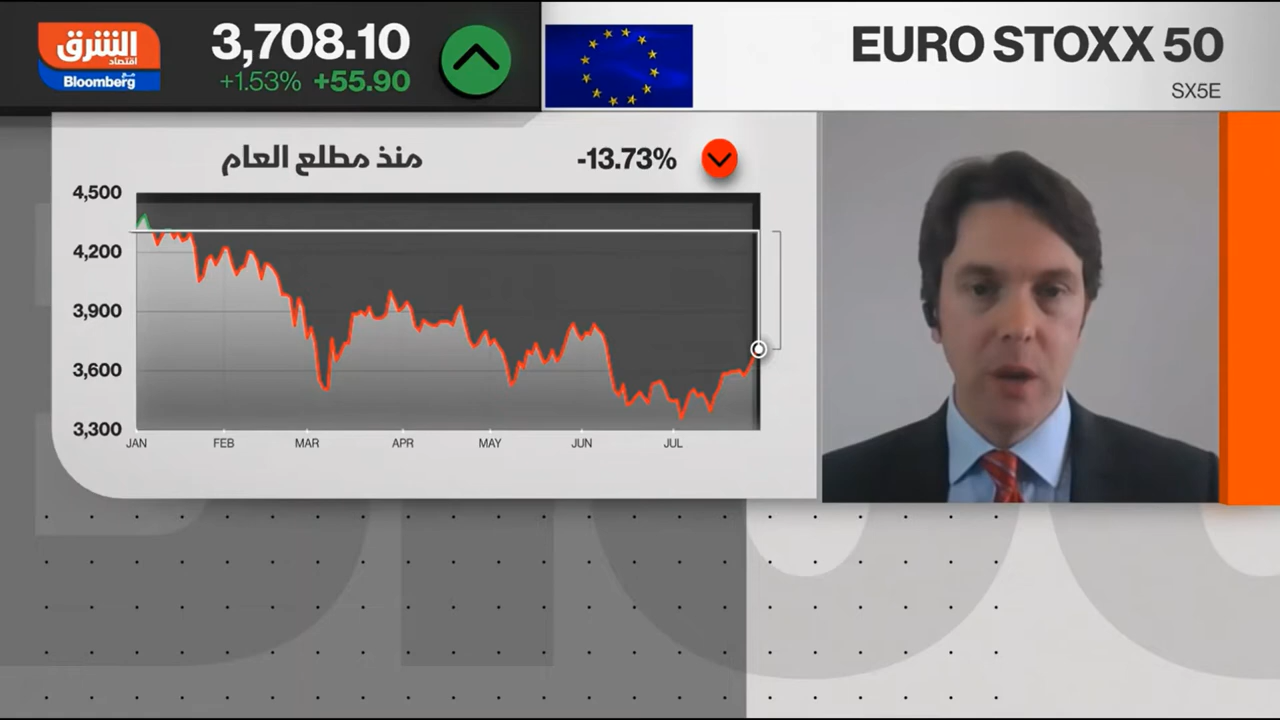 الشرق
اقتصاد
مع
Bloomberg
3,708.10
+1.53% +55.90
EURO STOXX 50
SX5E
منذ مطلع العام
-13.73%
4,500
4,200
3,900
3,600
3,300
JAN FEB MAR APR MAY JUN JUL